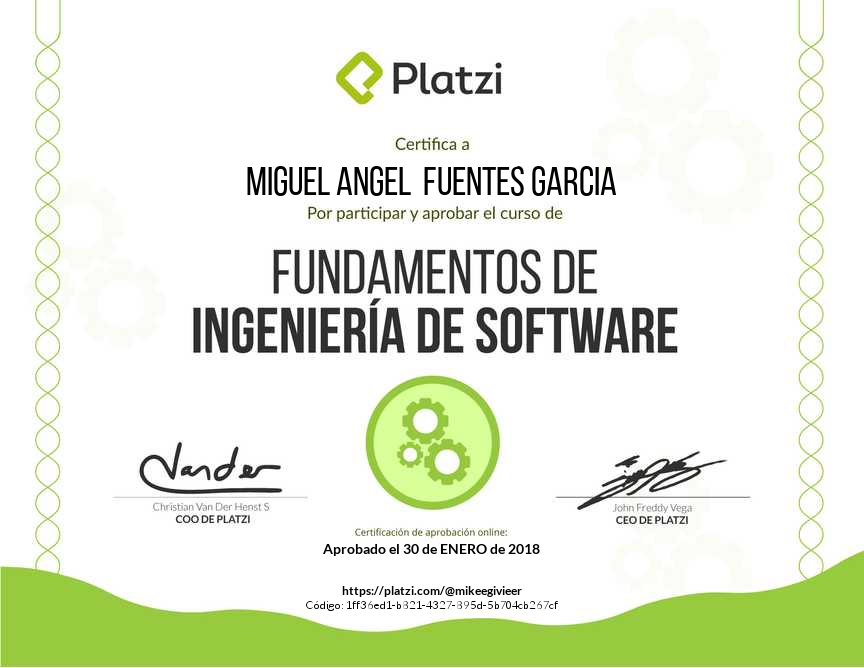 Platzi
Certifica a
MIGUEL ANGEL FUENTES GARCIA
Por participar y aprobar el curso de
FUNDAMENTOS DE
INGENIERÍA DE SOFTWARE
Vander
Christian Van Der Henst S
COO DE PLATZI
John Freddy Vega
CEO DE PLATZI
Certificación de aprobación online:
Aprobado el 30 de ENERO de 2018
https://platzi.com/@mikeegivieer
Código: 1ff36ed1-b821-4327-895d-5b704cb267cf